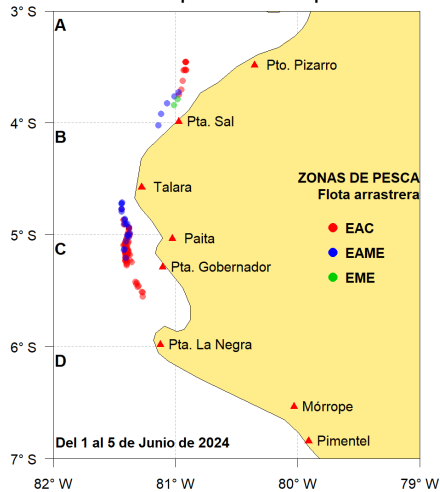 3° S
A
Pto. Pizarro
4° S
Pta. Sal
B
ZONAS DE PESCA
Flota arrastrera
Talara
EAC
5° S
Paita
EAME
C
Pta. Gobernador
EME
6° S
Pta. La Negra
D
Mórrope
Del 1 al 5 de Junio de 2024
Pimentel
7° S
82° W
81° W
80° W
79° W